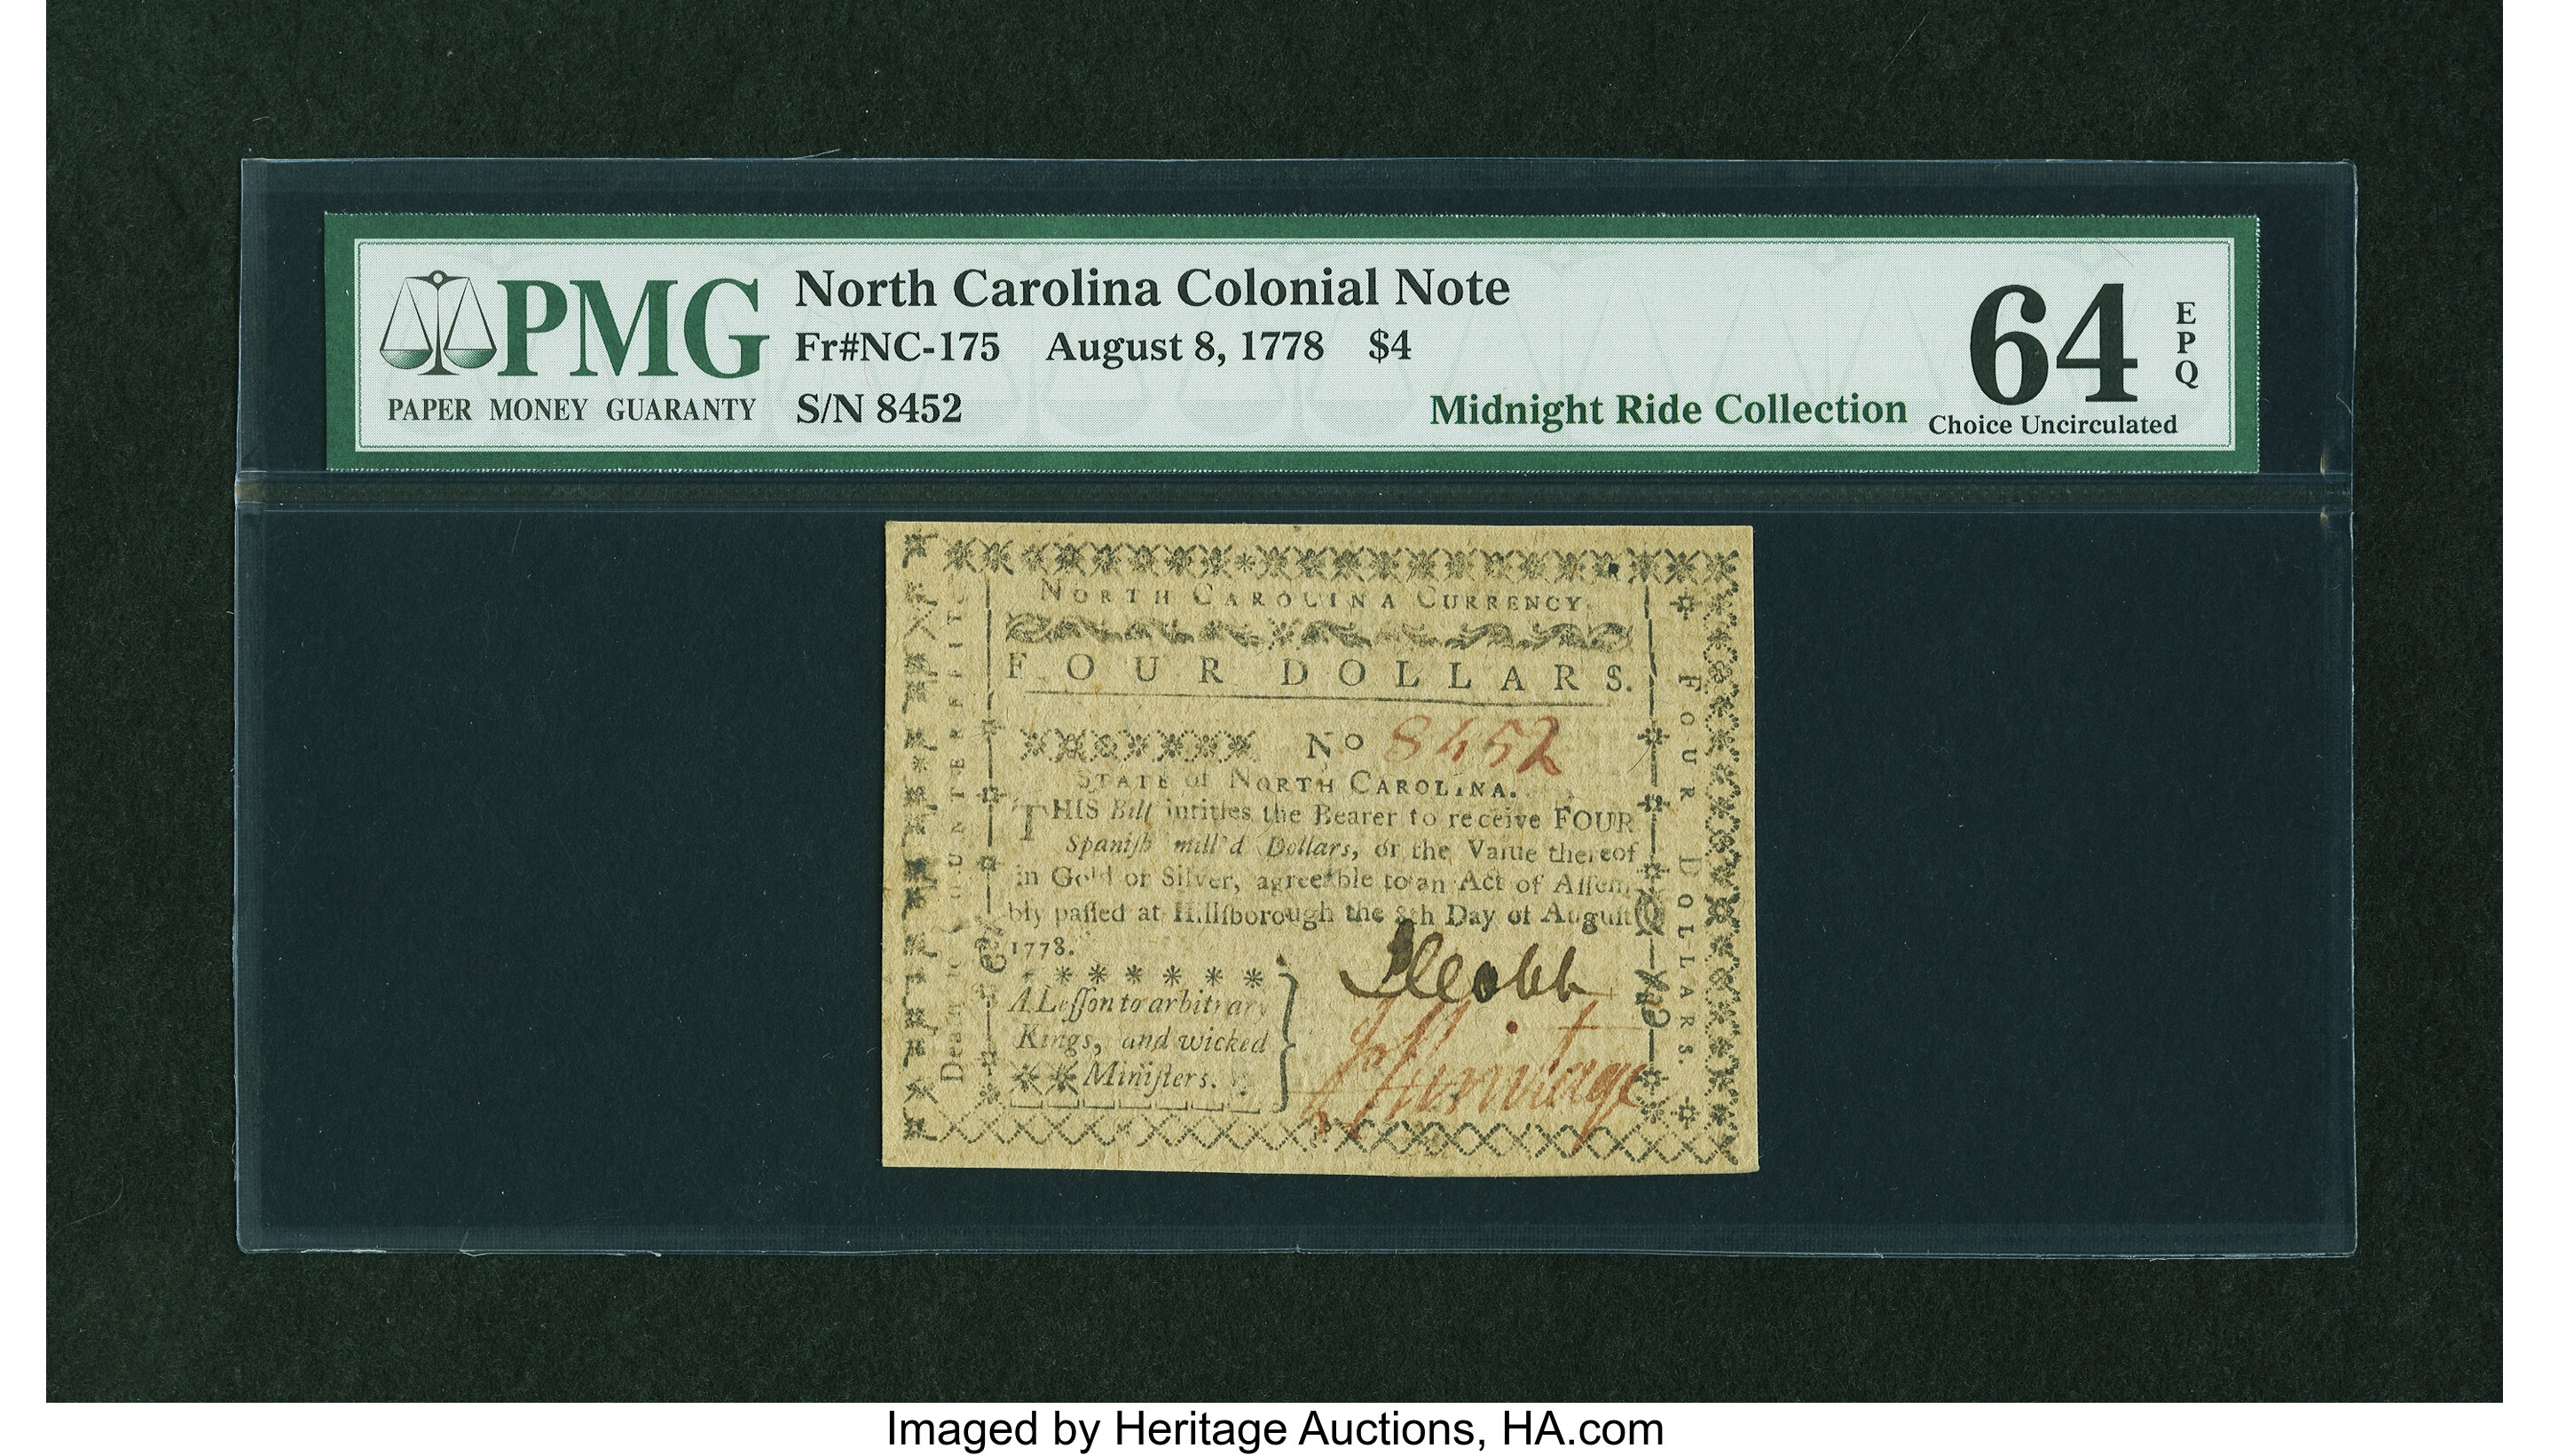 PMG
PAPER MONEY GUARANTY
North Carolina Colonial Note
Fr#NC-175 August 8, 1778 $4
S/N 8452
Midnight Ride Collection
64
EPQ
Choice Uncirculated
NORTH CAROLINA CURRENCY.
FOUR DOLLARS.
No 8452
STATE of NORTH CAROLINA.
THIS Bill intitles the Bearer to receive FOUR
Spaniſh mill'd Dollars, or the Value thereof
in Gold or Silver, agreeable to an Act of Aſſem-
bly paſſed at Hillſborough the 8th Day of Auguſt
1778.
A Leſſon to arbitrary
Kings, and wicked
Miniſters.
Death to COUNTERFEIT
FOUR DOLLARS.
Imaged by Heritage Auctions, HA.com